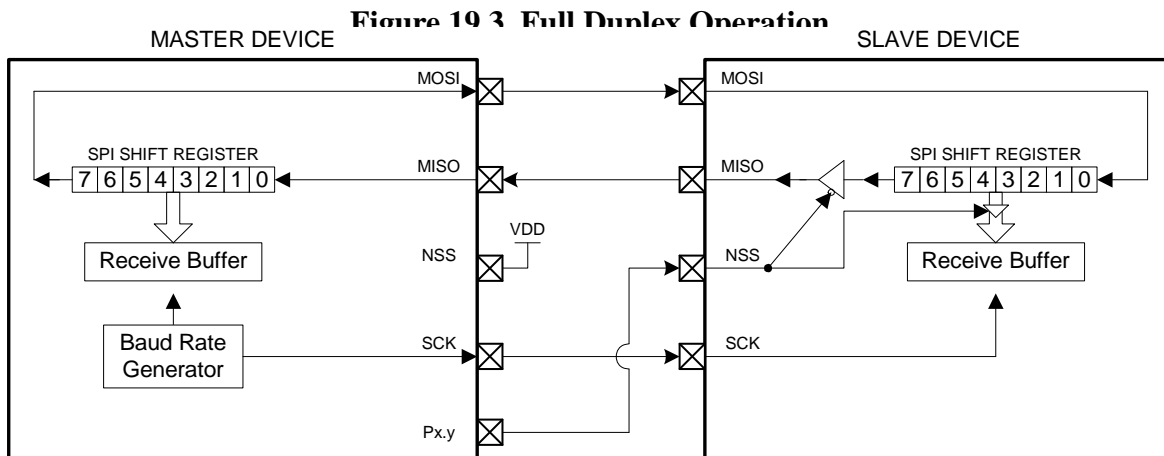 Figure 19.3. Full Duplex Operation
MASTER DEVICE
SLAVE DEVICE
MOSI
MOSI
SPI SHIFT REGISTER
7 6 5 4 3 2 1 0
MISO
MISO
SPI SHIFT REGISTER
7 6 5 4 3 2 1 0
Receive Buffer
NSS
VDD
NSS
Receive Buffer
Baud Rate
Generator
SCK
SCK
Px.y